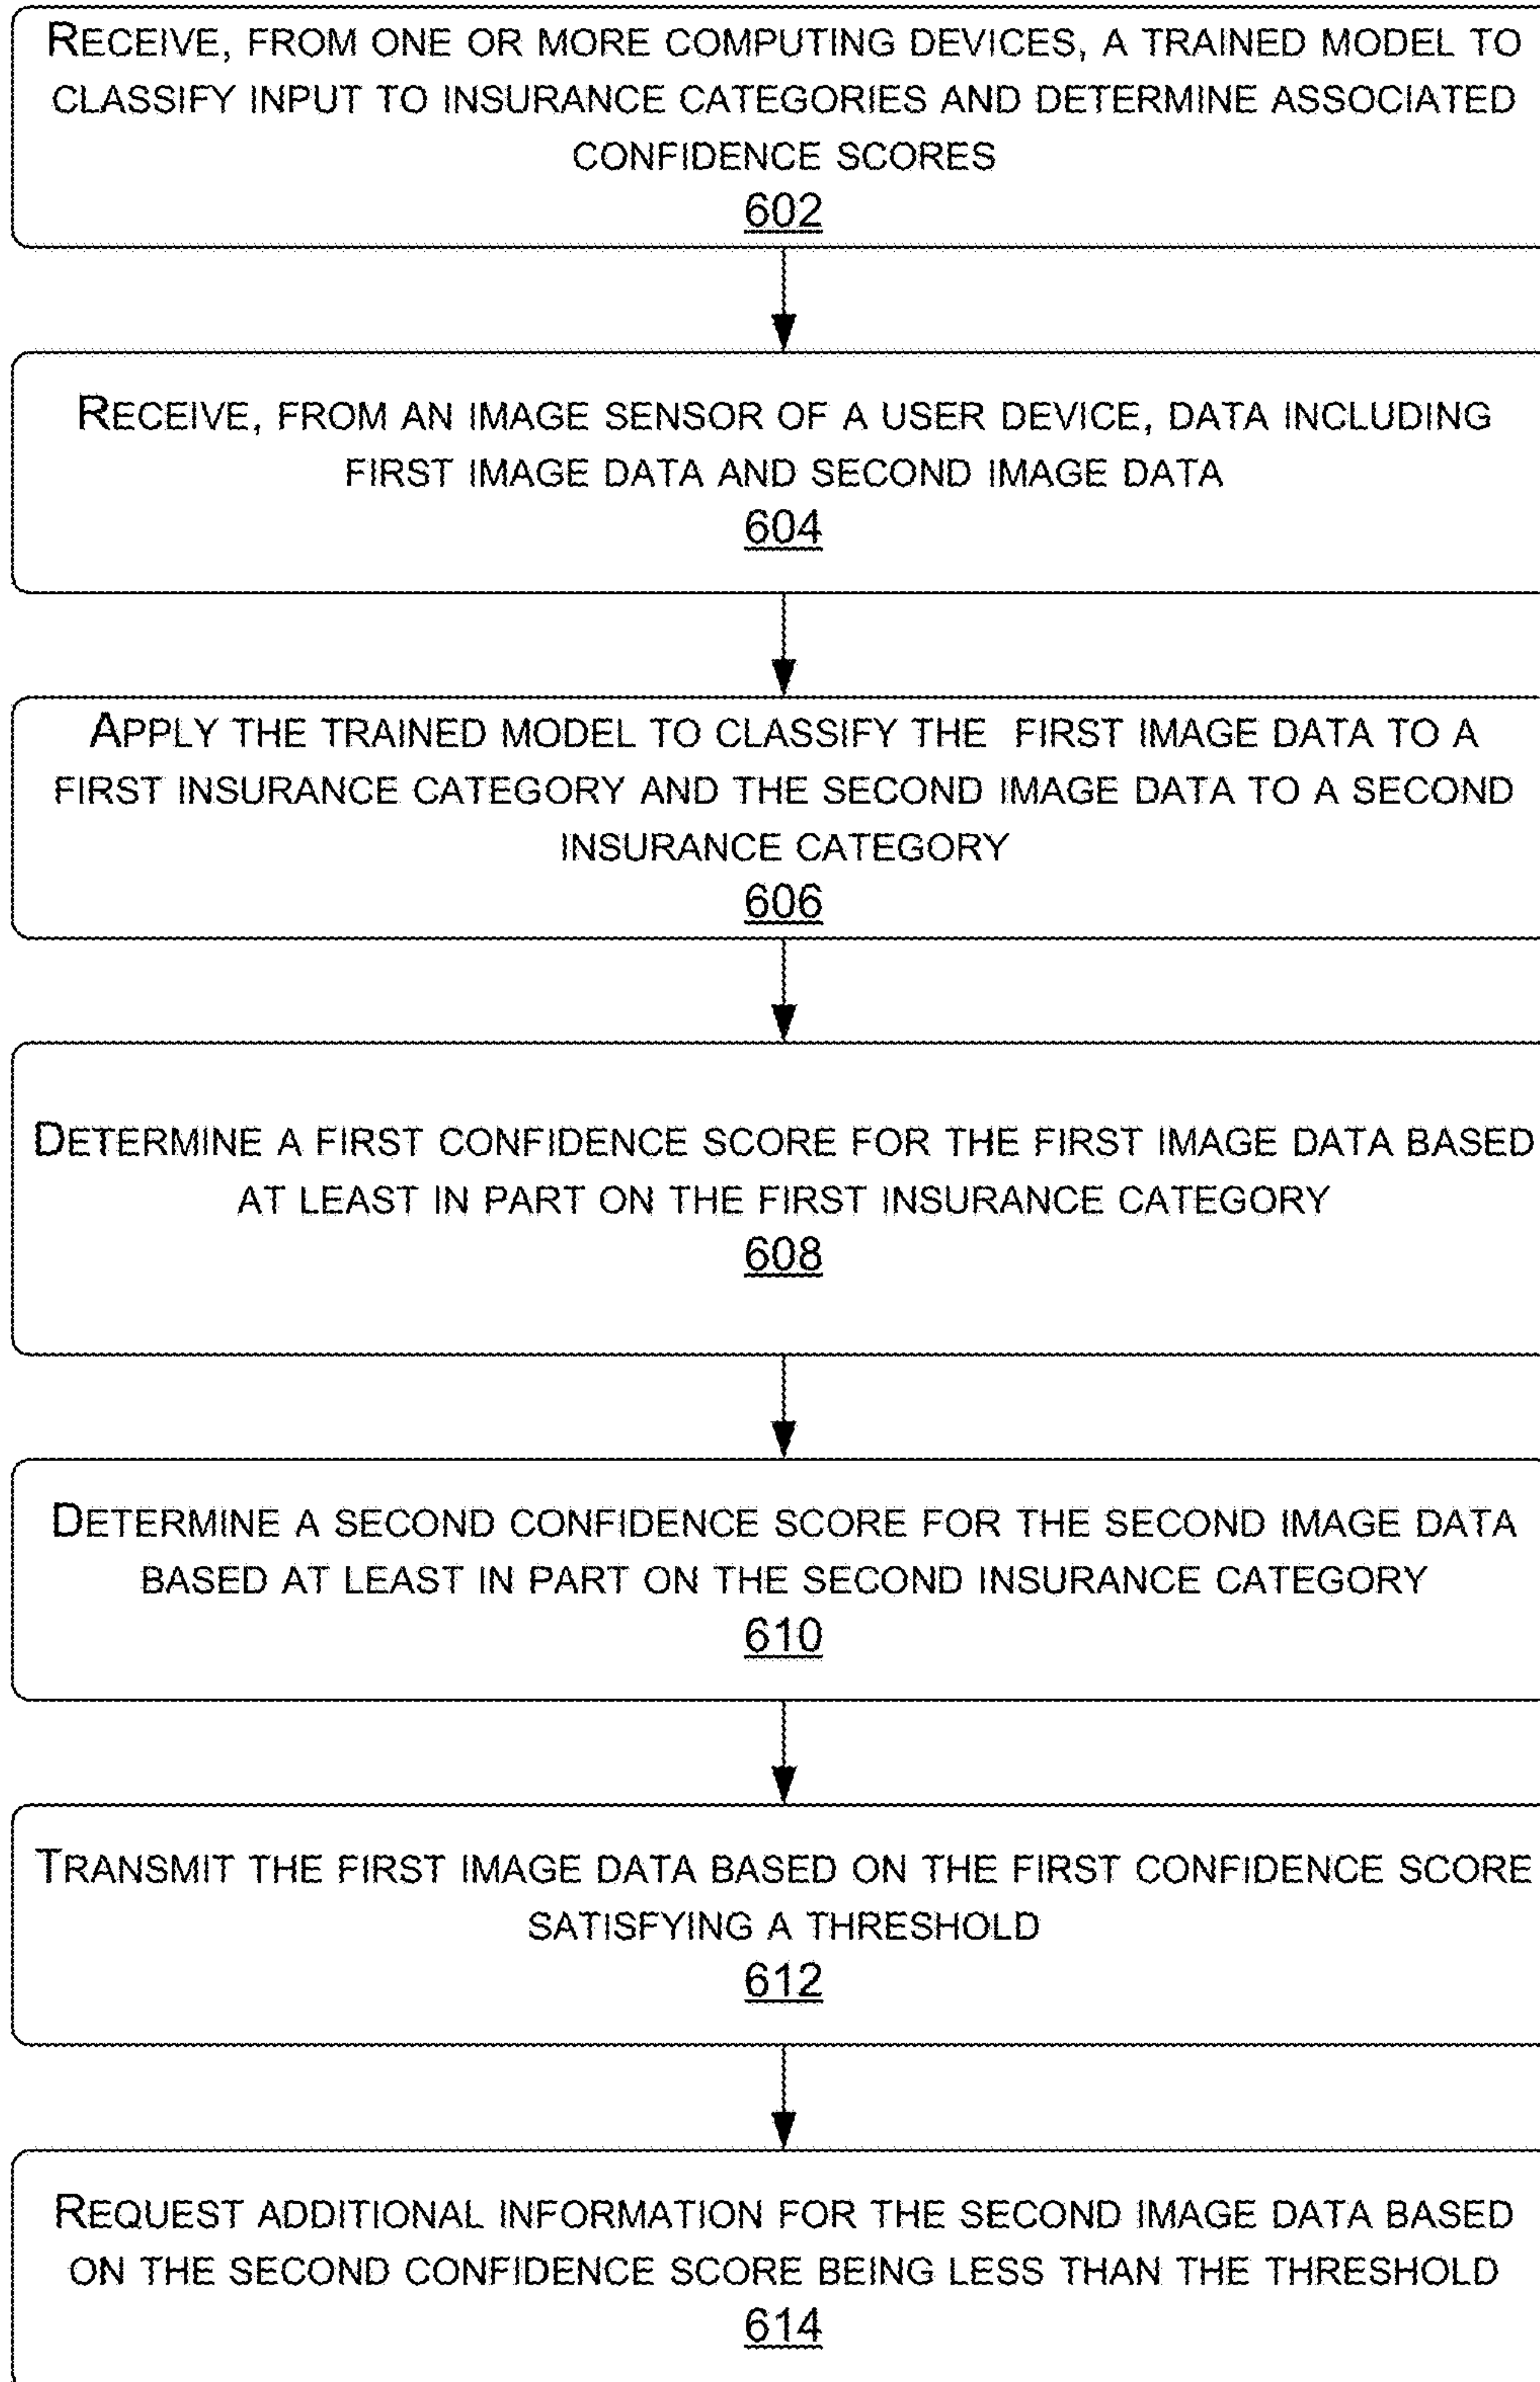 RECEIVE, FROM ONE OR MORE COMPUTING DEVICES, A TRAINED MODEL TO
CLASSIFY INPUT TO INSURANCE CATEGORIES AND DETERMINE ASSOCIATED
CONFIDENCE SCORES
602
RECEIVE, FROM AN IMAGE SENSOR OF A USER DEVICE, DATA INCLUDING
FIRST IMAGE DATA AND SECOND IMAGE DATA
604
APPLY THE TRAINED MODEL TO CLASSIFY THE FIRST IMAGE DATA TO A
FIRST INSURANCE CATEGORY AND THE SECOND IMAGE DATA TO A SECOND
INSURANCE CATEGORY
606
DETERMINE A FIRST CONFIDENCE SCORE FOR THE FIRST IMAGE DATA BASED
AT LEAST IN PART ON THE FIRST INSURANCE CATEGORY
608
DETERMINE A SECOND CONFIDENCE SCORE FOR THE SECOND IMAGE DATA
BASED AT LEAST IN PART ON THE SECOND INSURANCE CATEGORY
610
TRANSMIT THE FIRST IMAGE DATA BASED ON THE FIRST CONFIDENCE SCORE
SATISFYING A THRESHOLD
612
REQUEST ADDITIONAL INFORMATION FOR THE SECOND IMAGE DATA BASED
ON THE SECOND CONFIDENCE SCORE BEING LESS THAN THE THRESHOLD
614